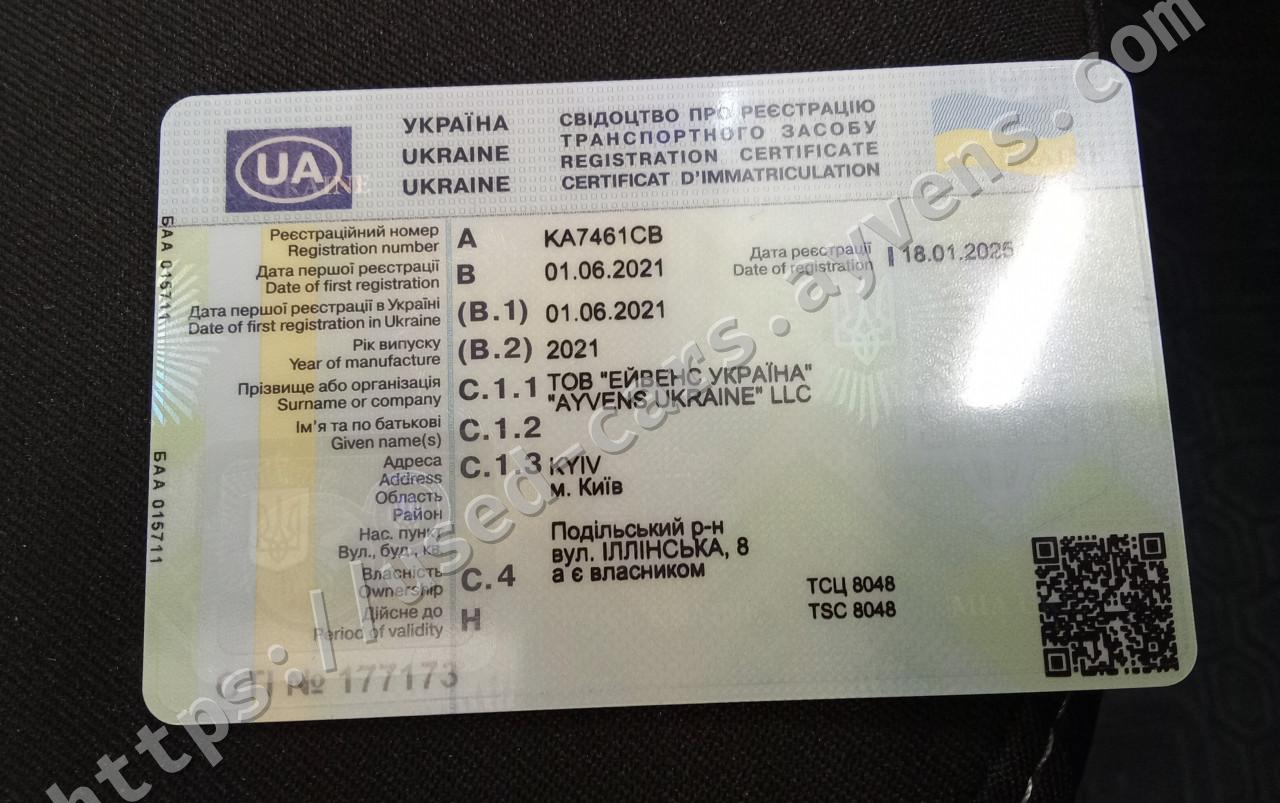 UA
УКРАЇНА
UKRAINE
UKRAINE
СВІДОЦТВО ПРО РЕЄСТРАЦІЮ
ТРАНСПОРТНОГО ЗАСОБУ
REGISTRATION CERTIFICATE
CERTIFICAT D'IMMATRICULATION
Реєстраційний номер
Registration number
A KA7461CB
Дата реєстрації
Date of registration
I 18.01.2025
Дата першої реєстрації
Date of first registration
B 01.06.2021
Дата першої реєстрації в Україні
Date of first registration in Ukraine
(B.1) 01.06.2021
Рік випуску
Year of manufacture
(B.2) 2021
Прізвище або організація
Surname or company
C.1.1 ТОВ "ЕЙВЕНС УКРАЇНА"
"AYVENS UKRAINE" LLC
Ім'я та по батькові
Given name(s)
C.1.2
Адреса
Address
Область
Район
Нас. пункт
Вул., буд., кв.
C.1.3 KYIV
м. Київ
Подільський р-н
вул. ІЛЛІНСЬКА, 8
Власність
Ownership
C.4 а є власником
Дійсне до
Period of validity
H
ТСЦ 8048
TSC 8048
№ 177173
БАА 015711
БАА 015711
https://used-cars.ayvens.com